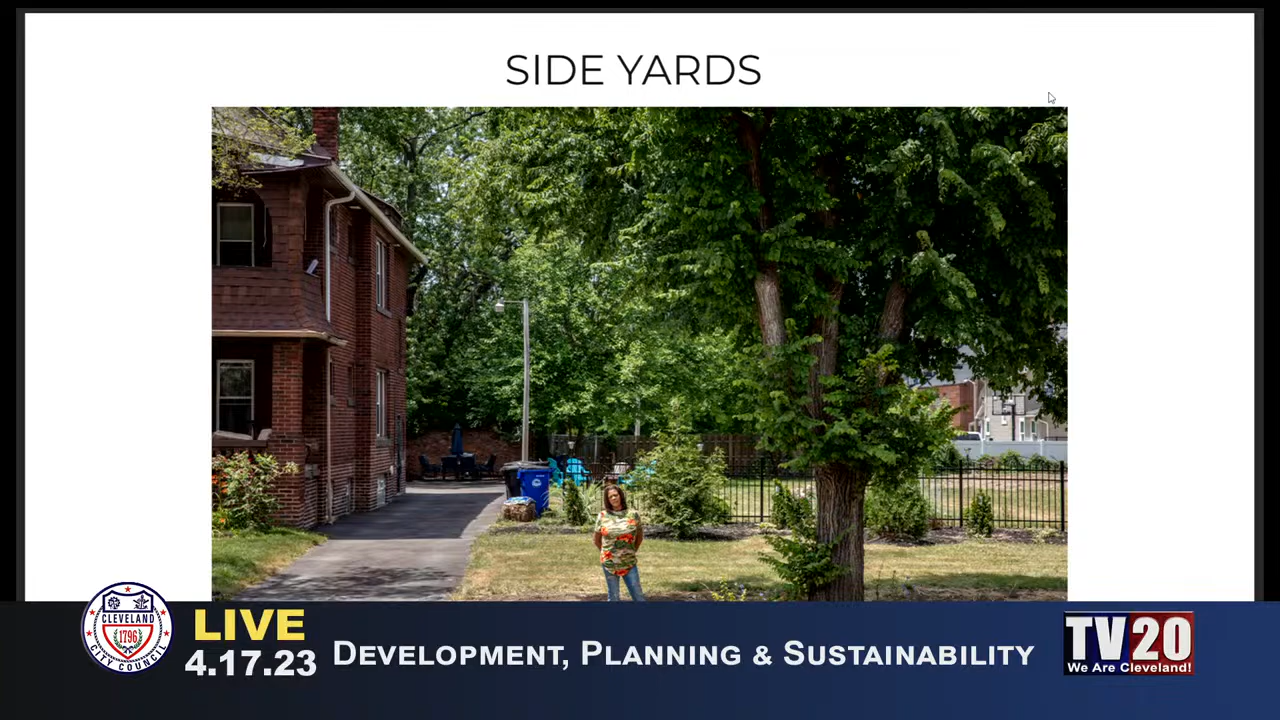 SIDE YARDS
CLEVELAND
1796
CITY COUNCIL
LIVE
4.17.23
DEVELOPMENT, PLANNING & SUSTAINABILITY
TV20
We Are Cleveland!